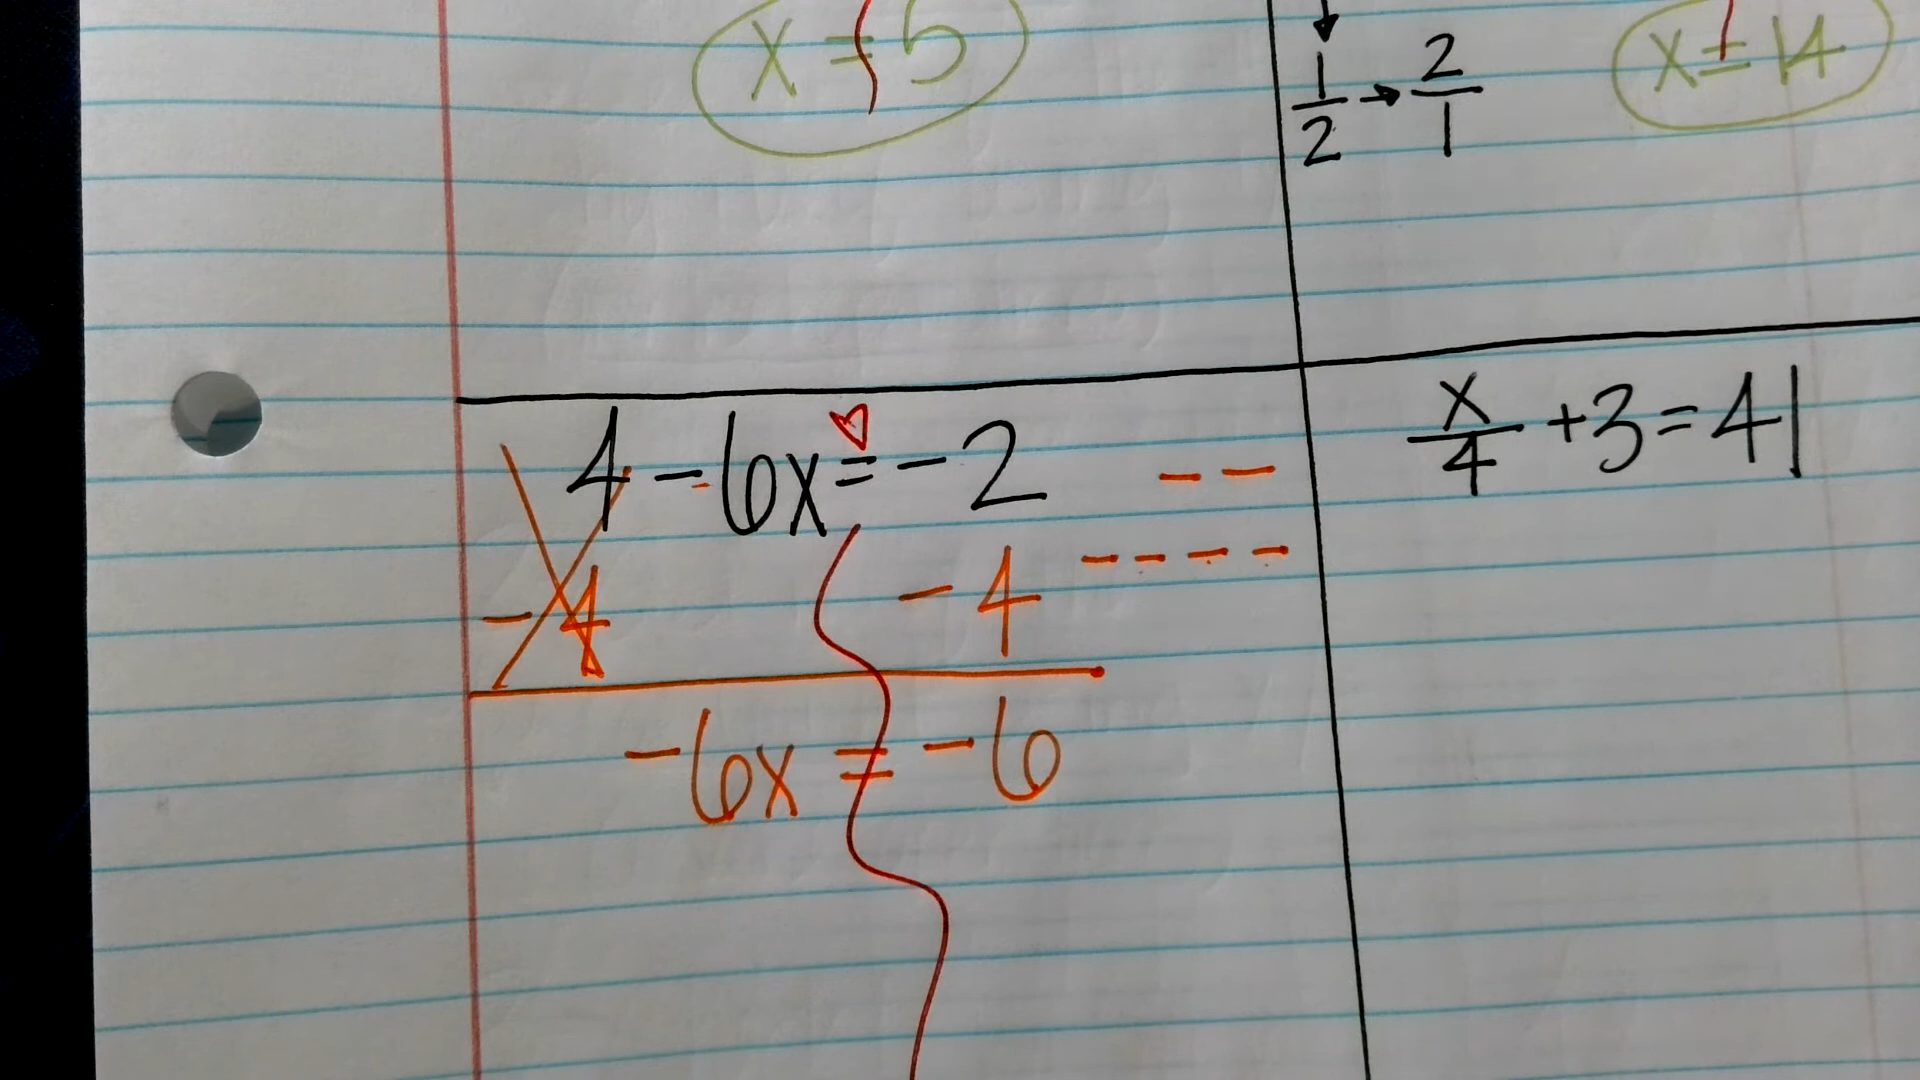 x = 5
1/2 → 2/1
x = 14
4 - 6x = -2
- 4 - 4
-6x = -6
x/4 + 3 = 41